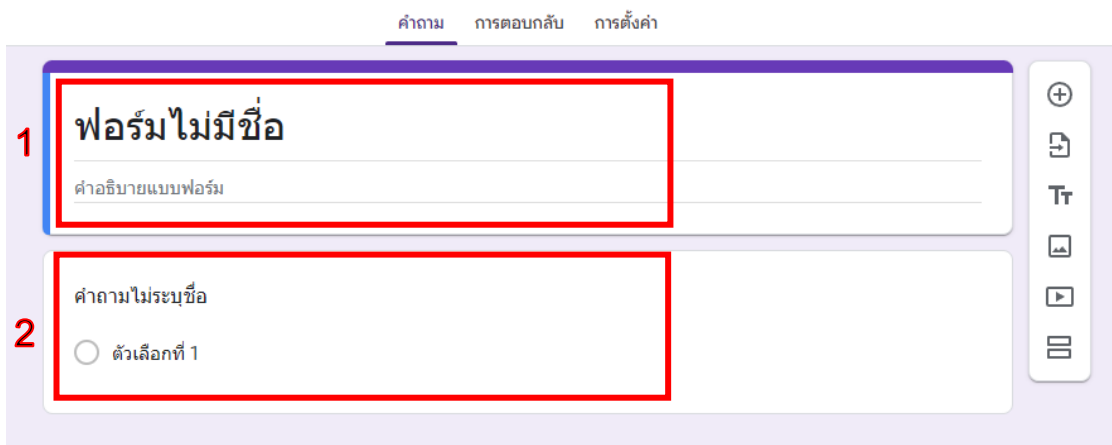 คำถาม การตอบกลับ การตั้งค่า
1
ฟอร์มไม่มีชื่อ
คำอธิบายแบบฟอร์ม
2
คำถามไม่ระบุชื่อ
ตัวเลือกที่ 1
Tт